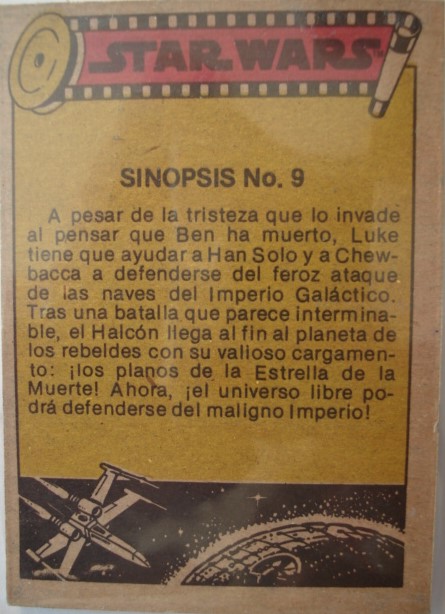 STAR WARS
SINOPSIS No. 9
A pesar de la tristeza que lo invade
al pensar que Ben ha muerto, Luke
tiene que ayudar a Han Solo y a Chew-
bacca a defenderse del feroz ataque
de las naves del Imperio Galáctico.
Tras una batalla que parece intermina-
ble, el Halcón llega al fin al planeta de
los rebeldes con su valioso cargamen-
to: ¡los planos de la Estrella de la
Muerte! Ahora, ¡el universo libre po-
drá defenderse del maligno Imperio!